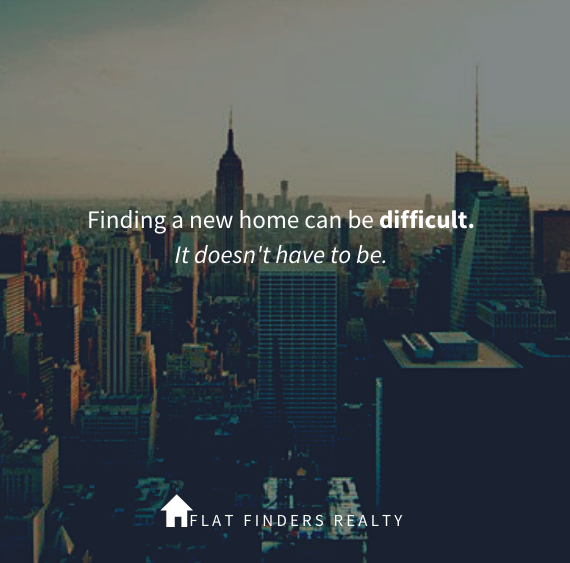 Finding a new home can be difficult.
It doesn't have to be.
FLAT FINDERS REALTY